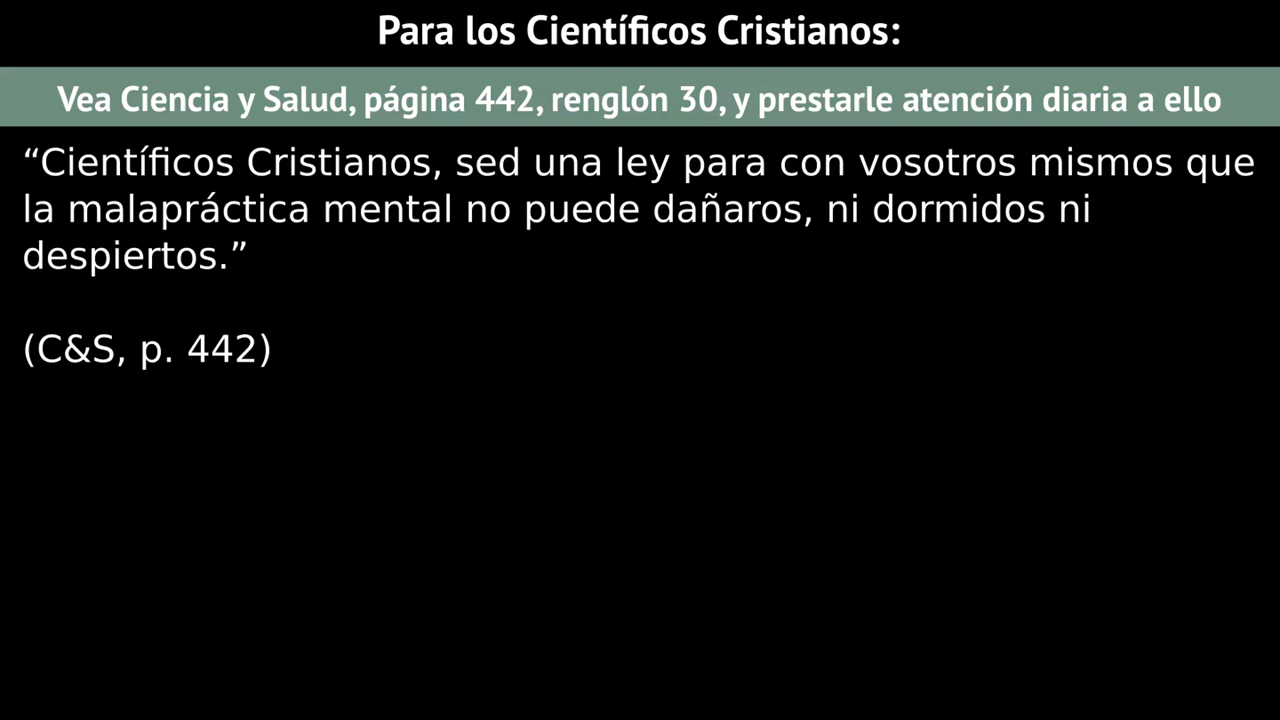 Para los Científicos Cristianos:
Vea Ciencia y Salud, página 442, renglón 30, y prestarle atención diaria a ello
“Científicos Cristianos, sed una ley para con vosotros mismos que
la malapráctica mental no puede dañaros, ni dormidos ni
despiertos.”
(C&S, p. 442)